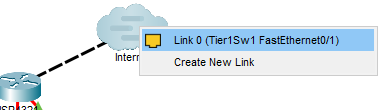 Link 0 (Tier1Sw1 FastEthernet0/1)
Create New Link